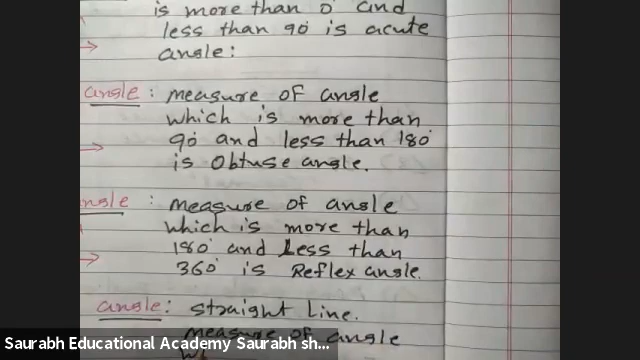 is more than 0° and
less than 90° is acute
angle:
angle: measure of angle
which is more than
90° and less than 180°
is obtuse angle.
angle : measure of angle
which is more than
180° and Less than
360° is Reflex angle.
angle: straight Line.
measure of angle
Saurabh Educational Academy Saurabh sh...